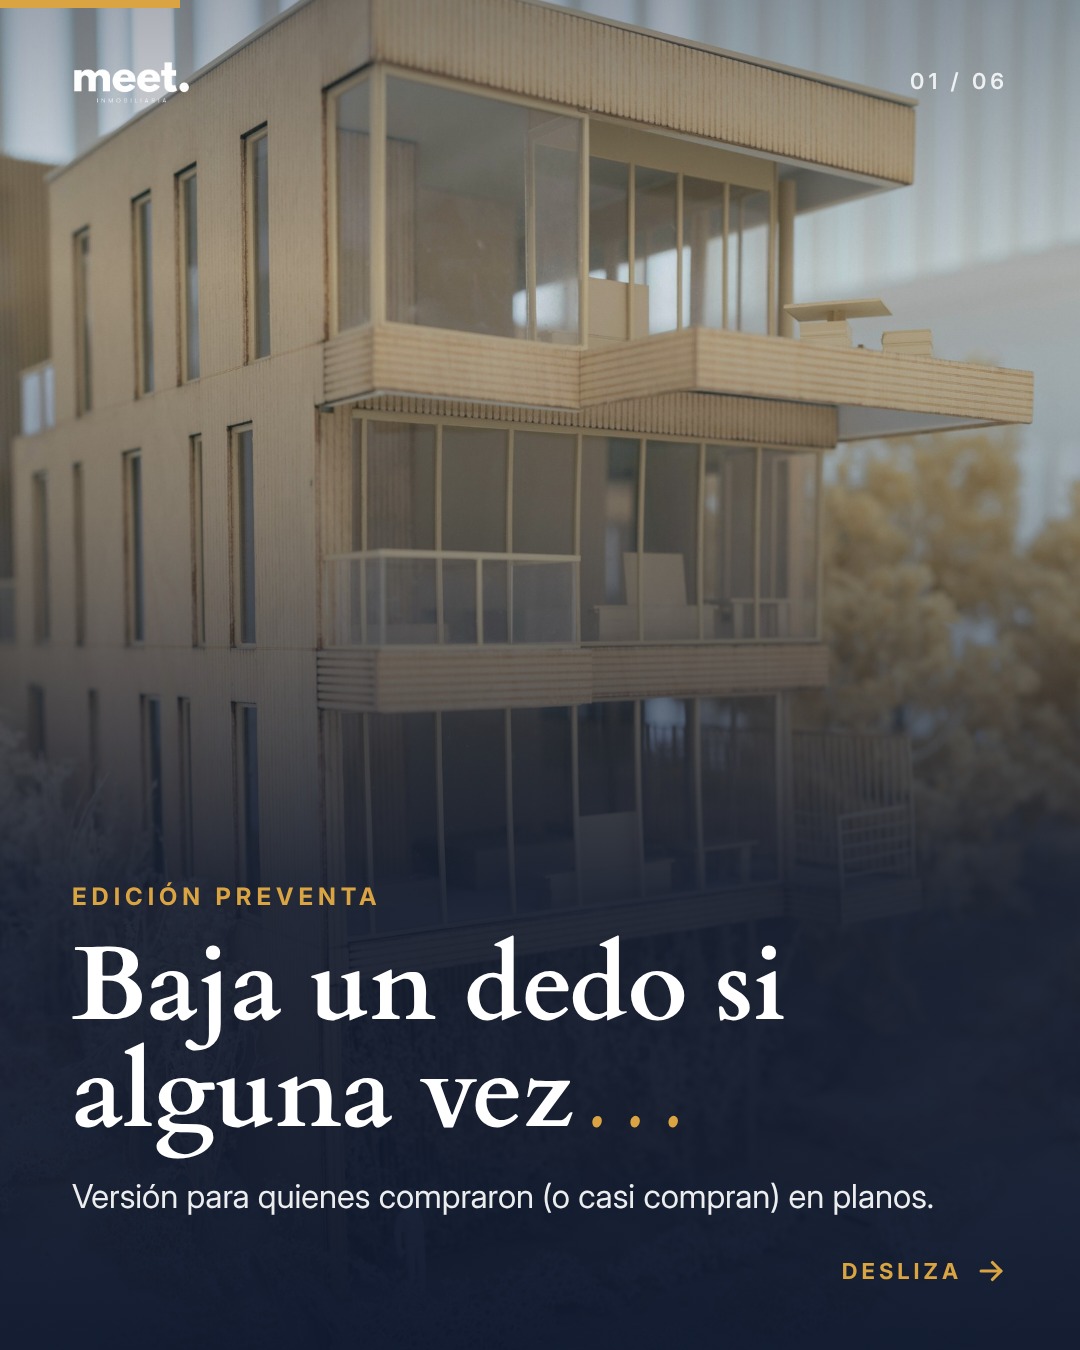 meet.
INMOBILIARIA
01 / 06
EDICIÓN PREVENTA
Baja un dedo si
alguna vez...
Versión para quienes compraron (o casi compran) en planos.
DESLIZA →